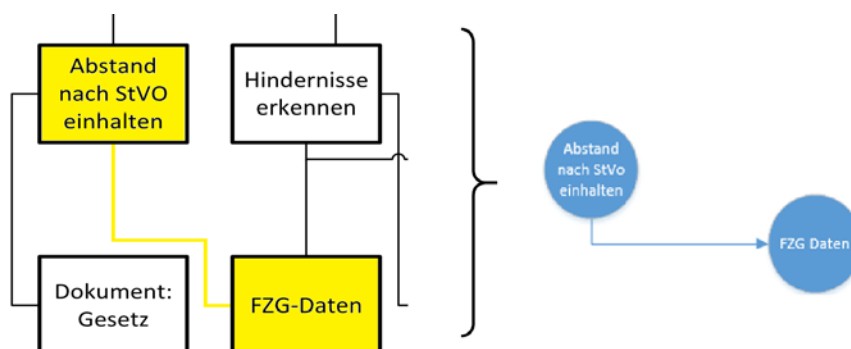 Abstand
nach StVO
einhalten
Hindernisse
erkennen
Dokument:
Gesetz
FZG-Daten
Abstand
nach StVo
einhalten
FZG Daten